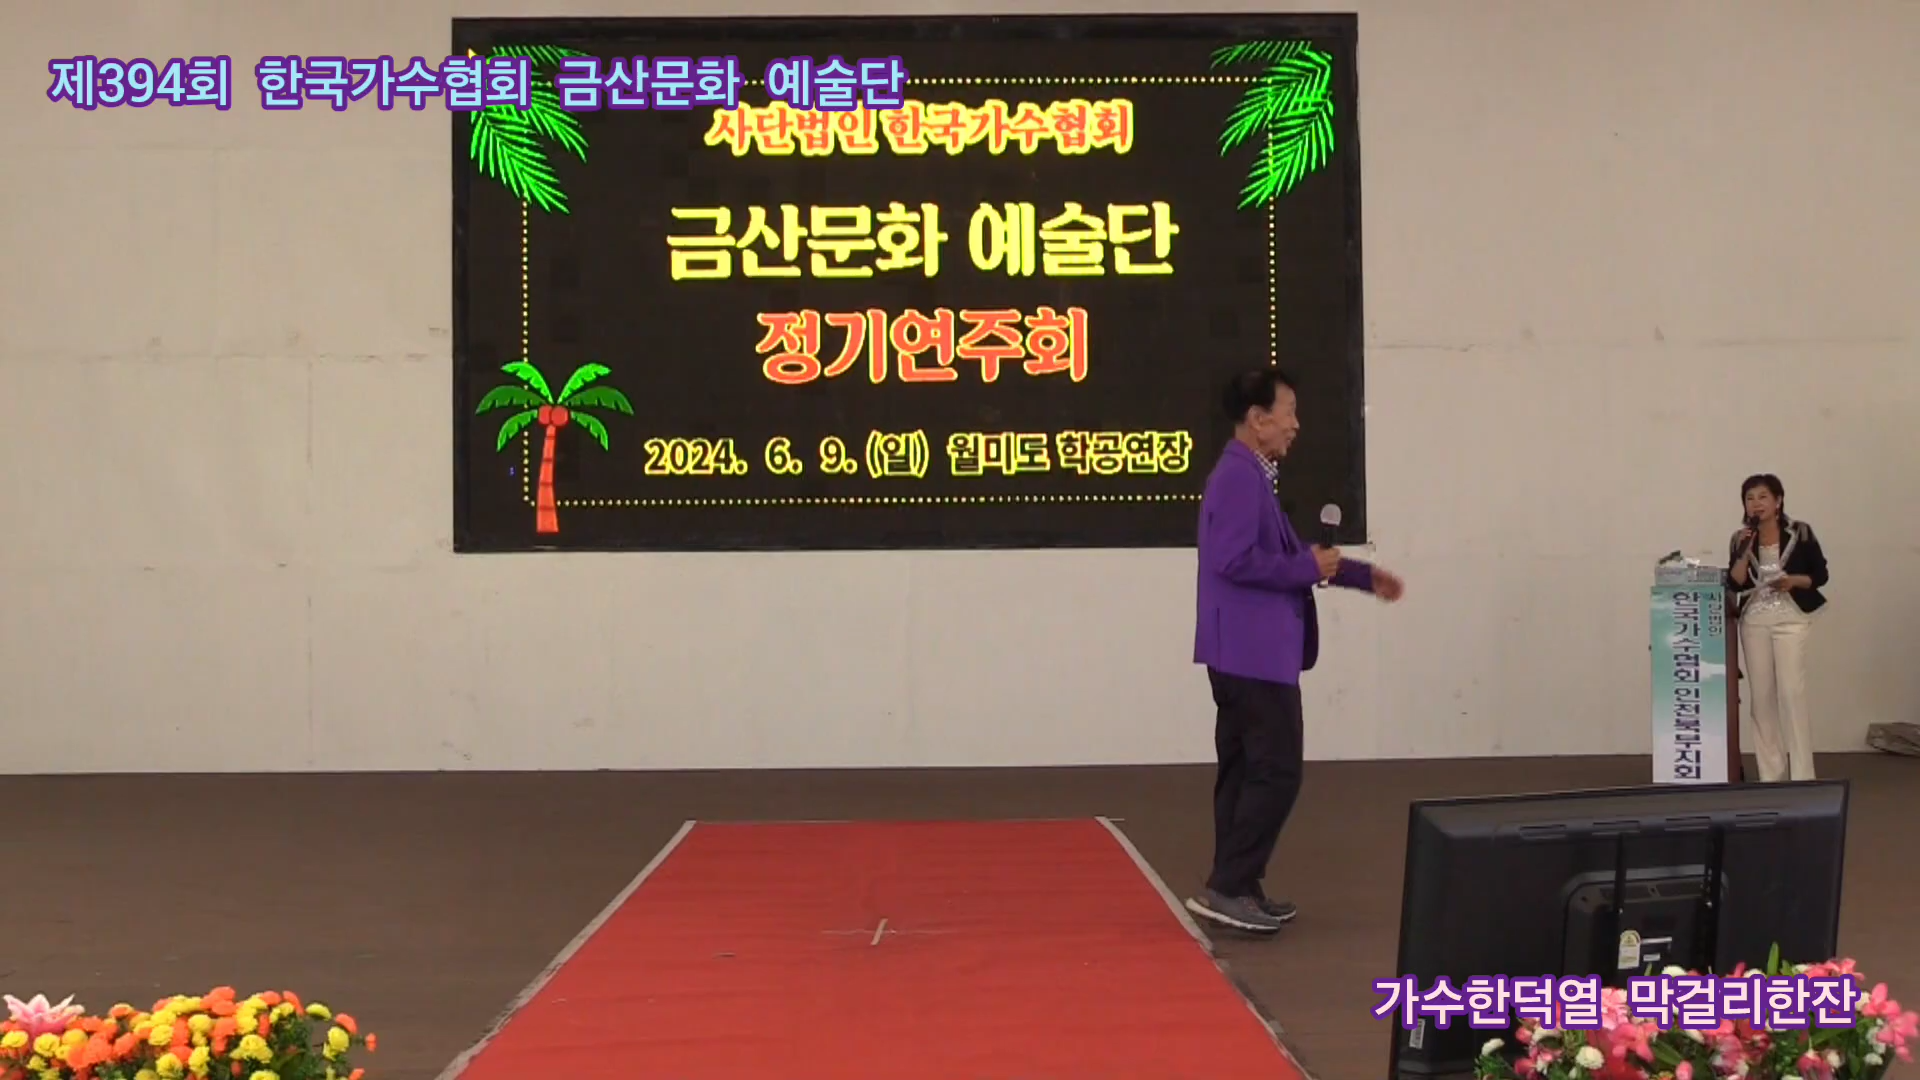 제394회 한국가수협회 금산문화 예술단
사단법인 한국가수협회
금산문화 예술단
정기연주회
2024. 6. 9. (일) 월미도 학공연장
사단법인
한국가수협회 인천북부지회
가수한덕열 막걸리한잔